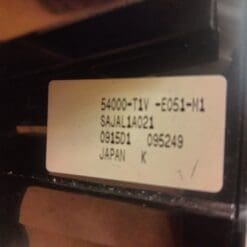 54000-T1V -E051-M1
SAJAL1A021
0915D1 095249
JAPAN K